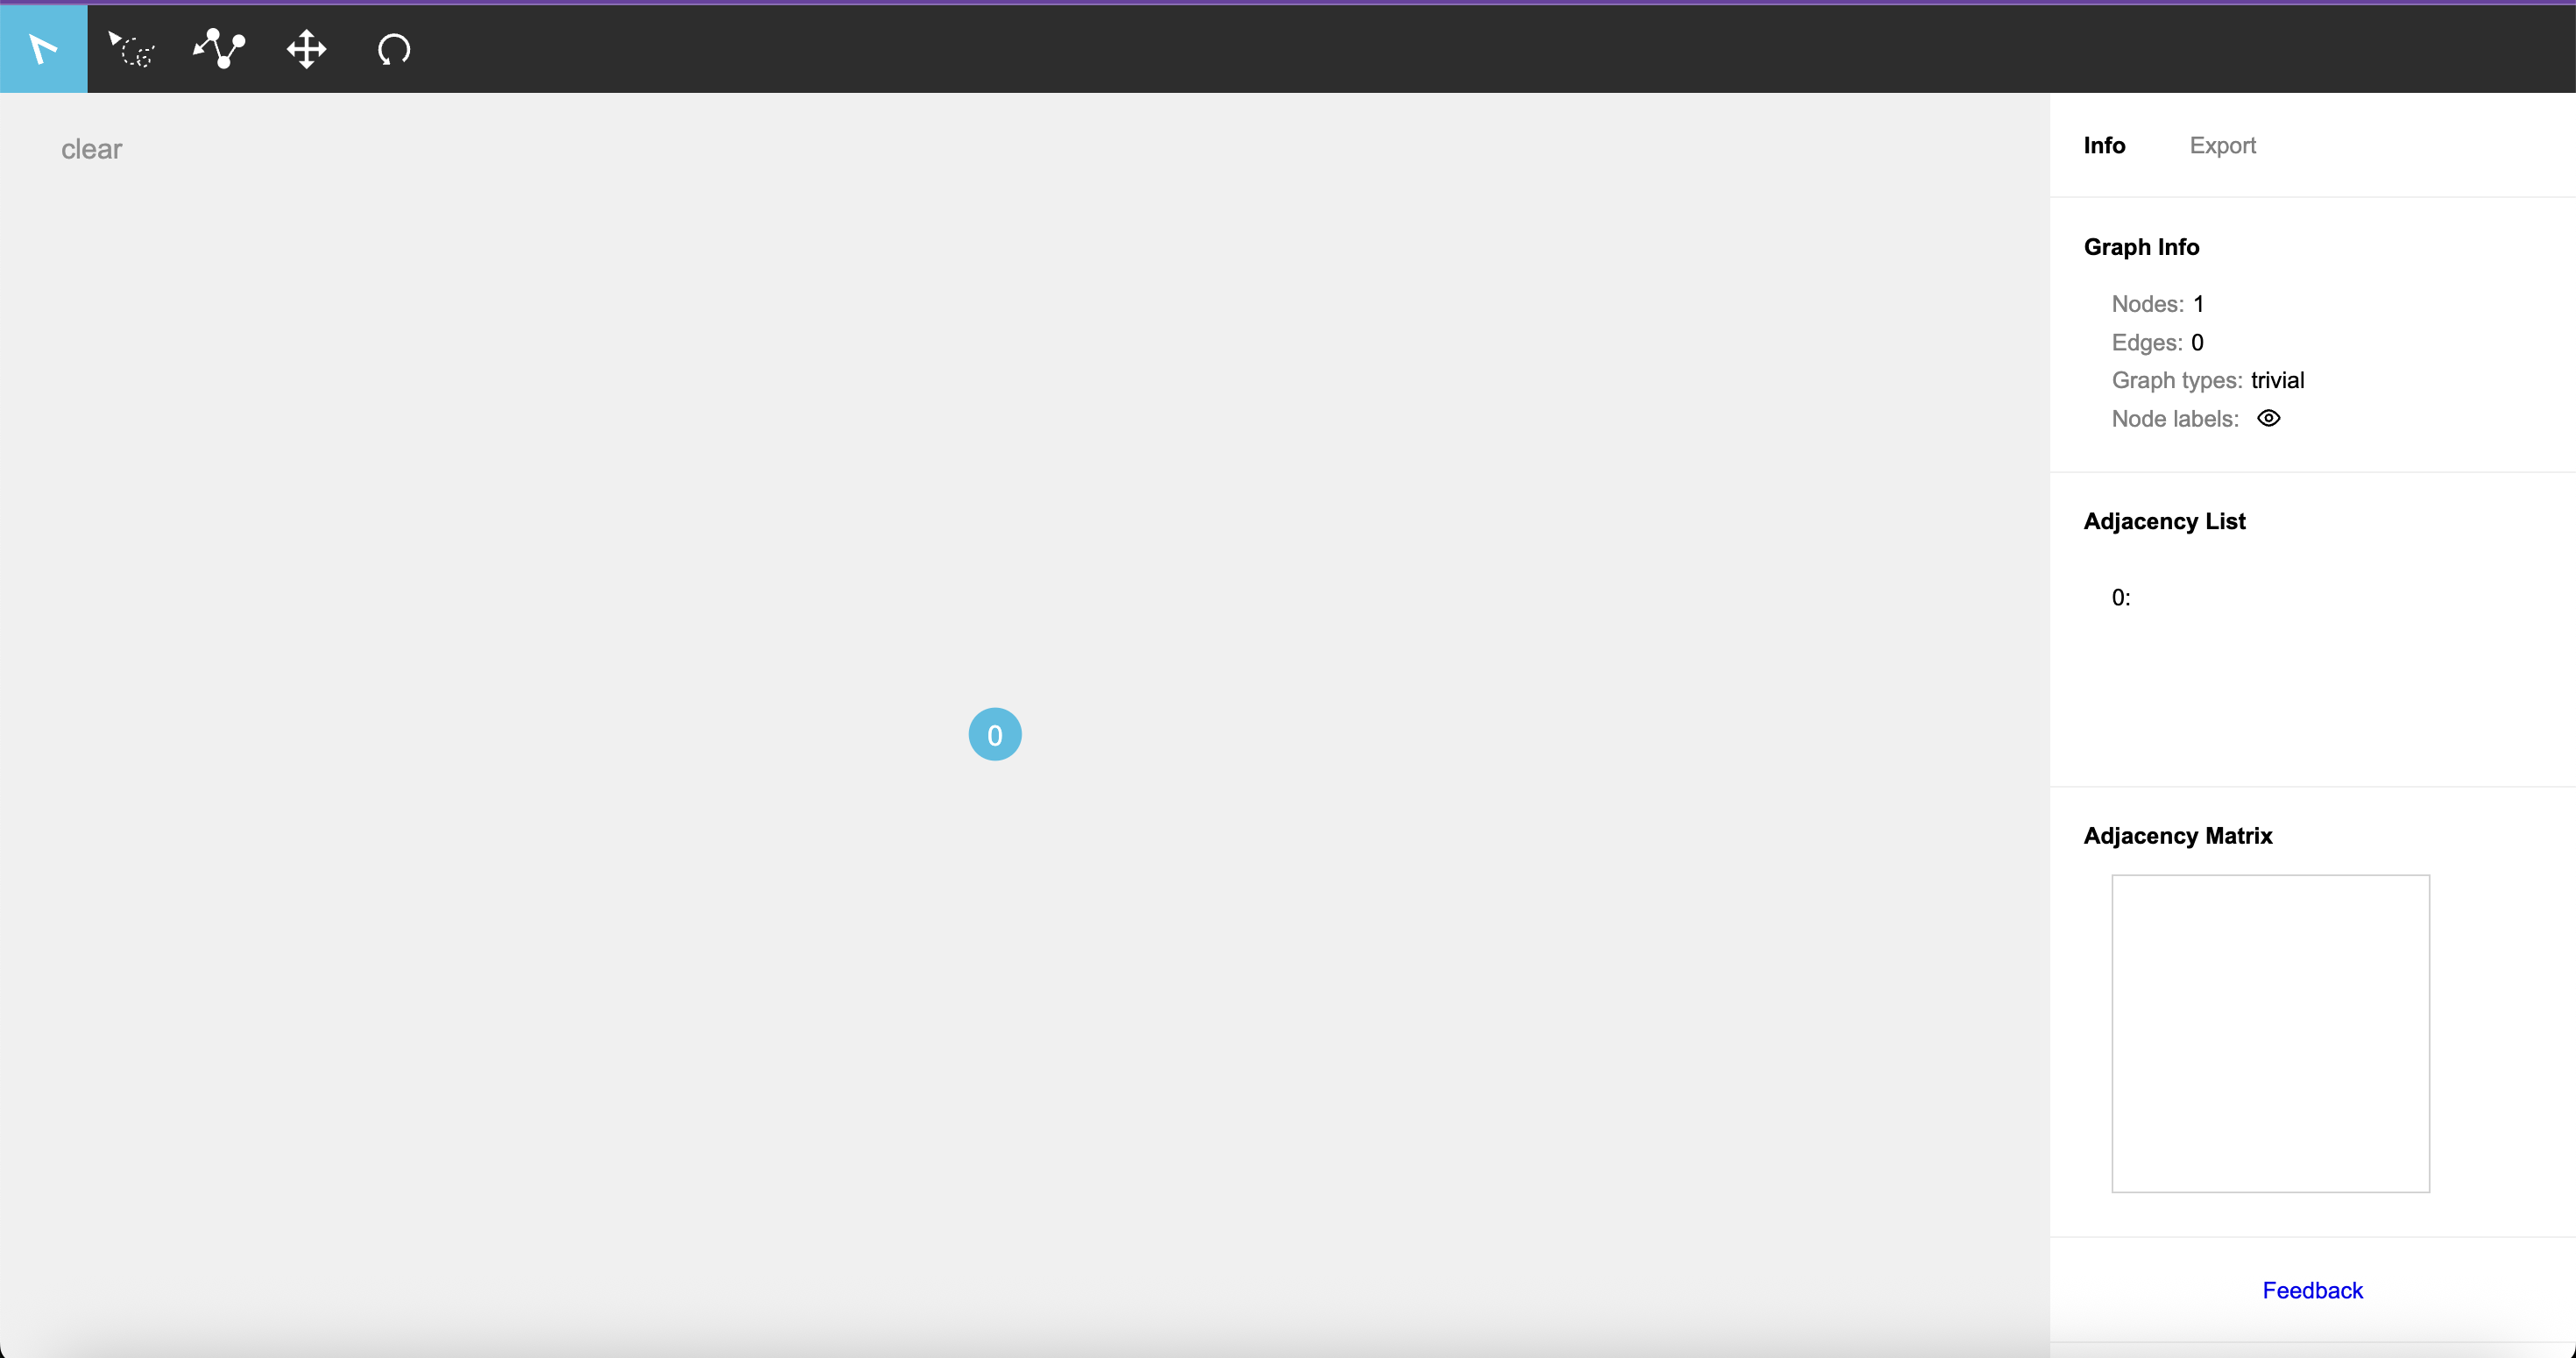 clear
0
Info Export
Graph Info
Nodes: 1
Edges: 0
Graph types: trivial
Node labels:
Adjacency List
0:
Adjacency Matrix
Feedback